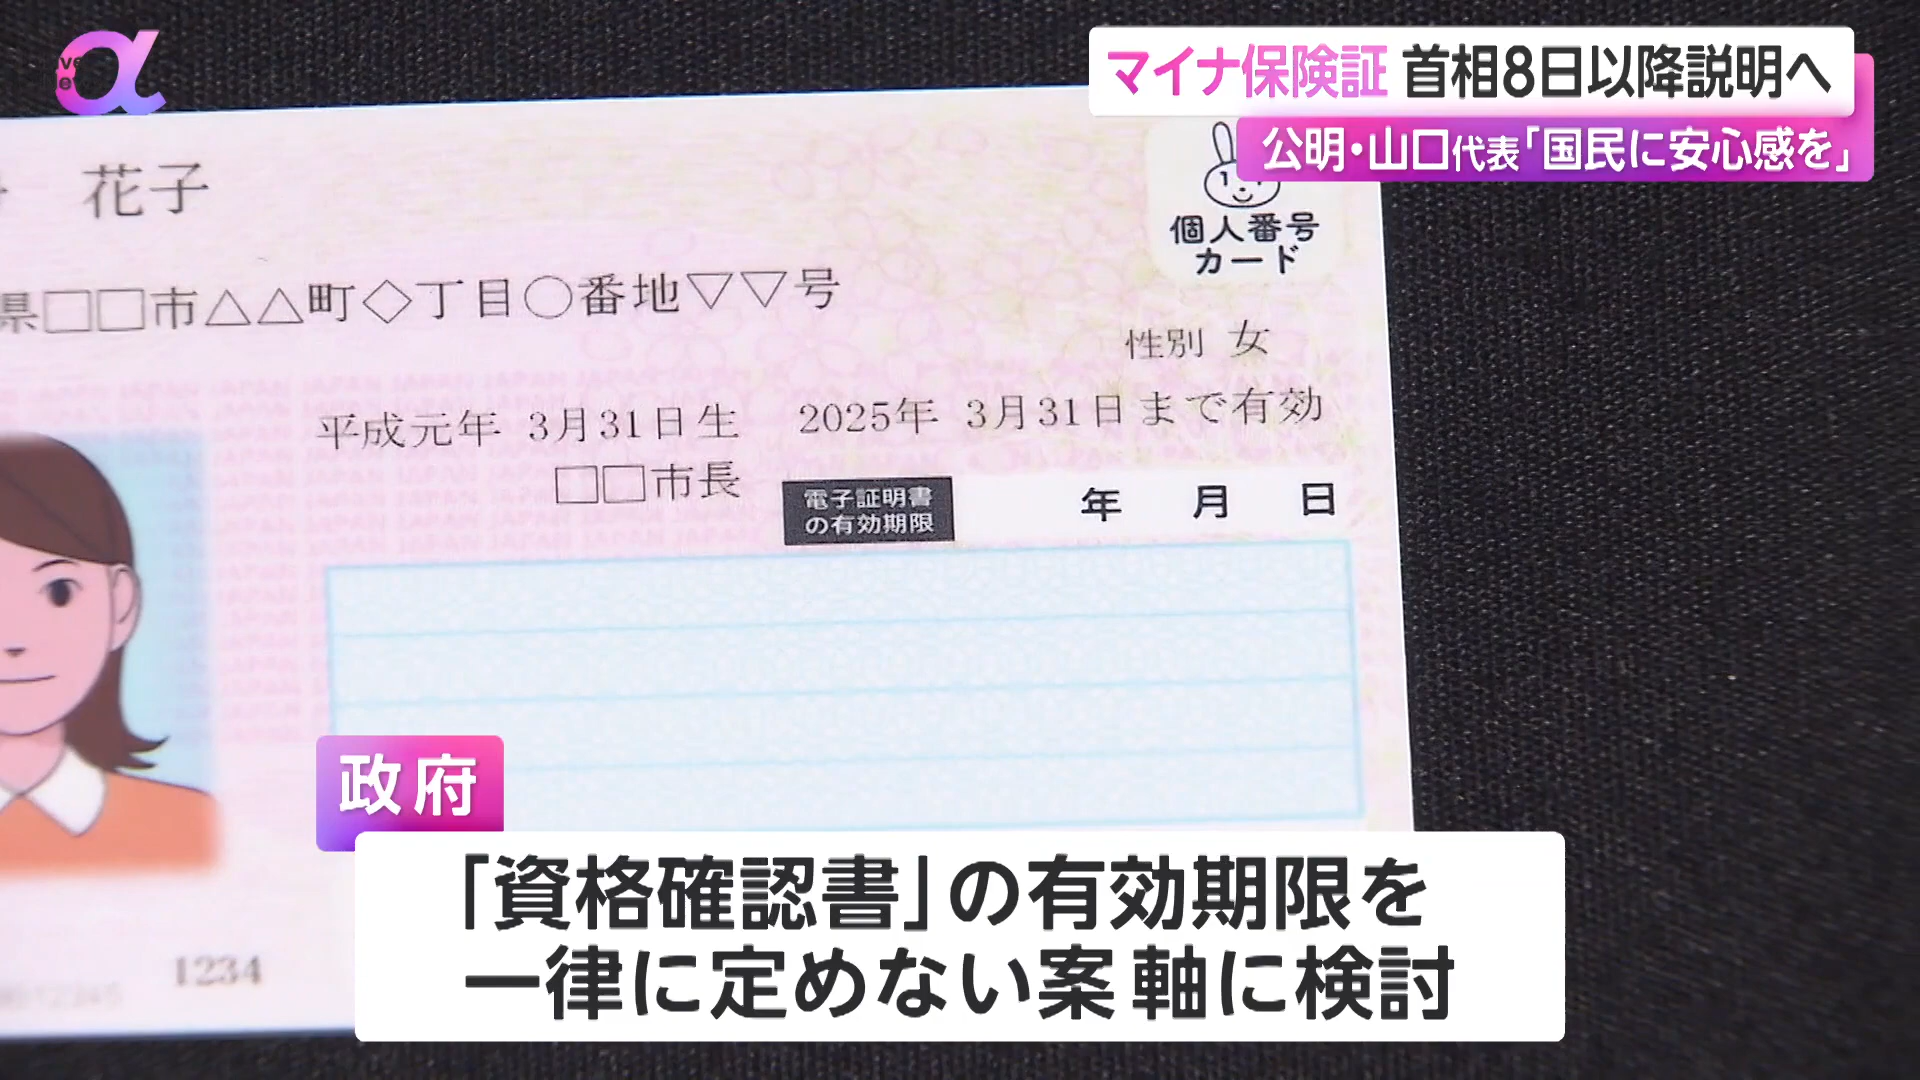 α
マイナ保険証 首相8日以降説明へ
公明・山口代表「国民に安心感を」
花子
個人番号
カード
県□□市△△町◇丁目○番地▽▽号
性別 女
平成元年 3月31日生 2025年 3月31日まで有効
□□市長
電子証明書
の有効期限
年 月 日
1234
政府
「資格確認書」の有効期限を
一律に定めない案 軸に検討